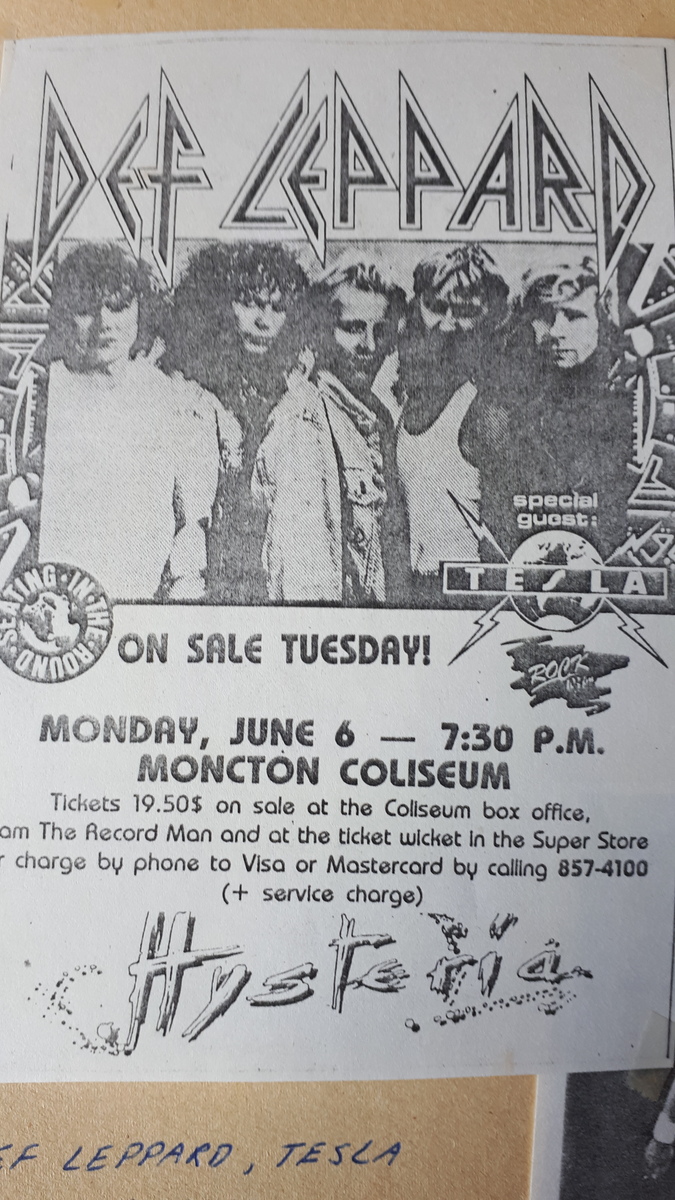 DEF LEPPARD
special
guest:
TESLA
SEATING·IN·THE·ROUND
ON SALE TUESDAY!
ROCK
MONDAY, JUNE 6 — 7:30 P.M.
MONCTON COLISEUM
Tickets 19.50$ on sale at the Coliseum box office,
am The Record Man and at the ticket wicket in the Super Store
r charge by phone to Visa or Mastercard by calling 857-4100
(+ service charge)
Hysteria
EF LEPPARD, TESLA